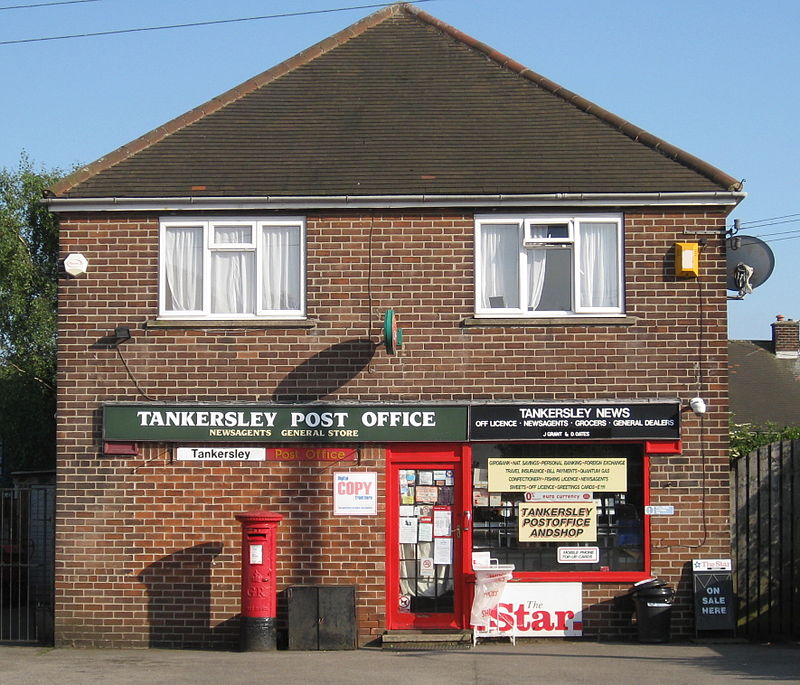 TANKERSLEY POST OFFICE
NEWSAGENTS GENERAL STORE
TANKERSLEY NEWS
OFF LICENCE · NEWSAGENTS · GROCERS · GENERAL DEALERS
J GRANT & D OATES
Tankersley
Post Office
Digital
COPY
GIROBANK•NAT. SAVINGS•PERSONAL BANKING•FOREIGN EXCHANGE
TRAVEL INSURANCE•BILL PAYMENTS•QUANTUM GAS
CONFECTIONERY•FISHING LICENCE•NEWSAGENTS
SWEETS•OFF LICENCE•GREETINGS CARDS•
0% euro currency
TANKERSLEY
POSTOFFICE
ANDSHOP
MOBILE PHONE
TOP-UP CARDS
GR
The
Star.
The Star
ON
SALE
HERE